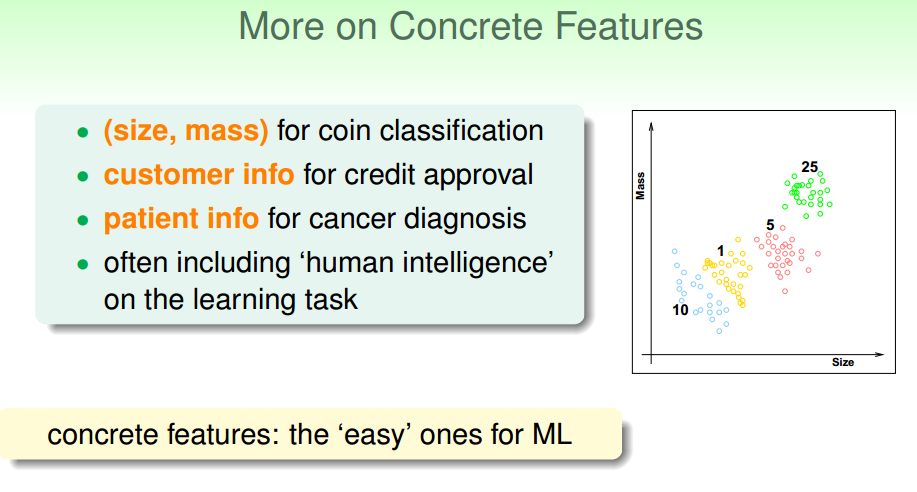 More on Concrete Features
• (size, mass) for coin classification
• customer info for credit approval
• patient info for cancer diagnosis
• often including ‘human intelligence’
on the learning task
Mass
25
5
1
10
Size
concrete features: the ‘easy’ ones for ML